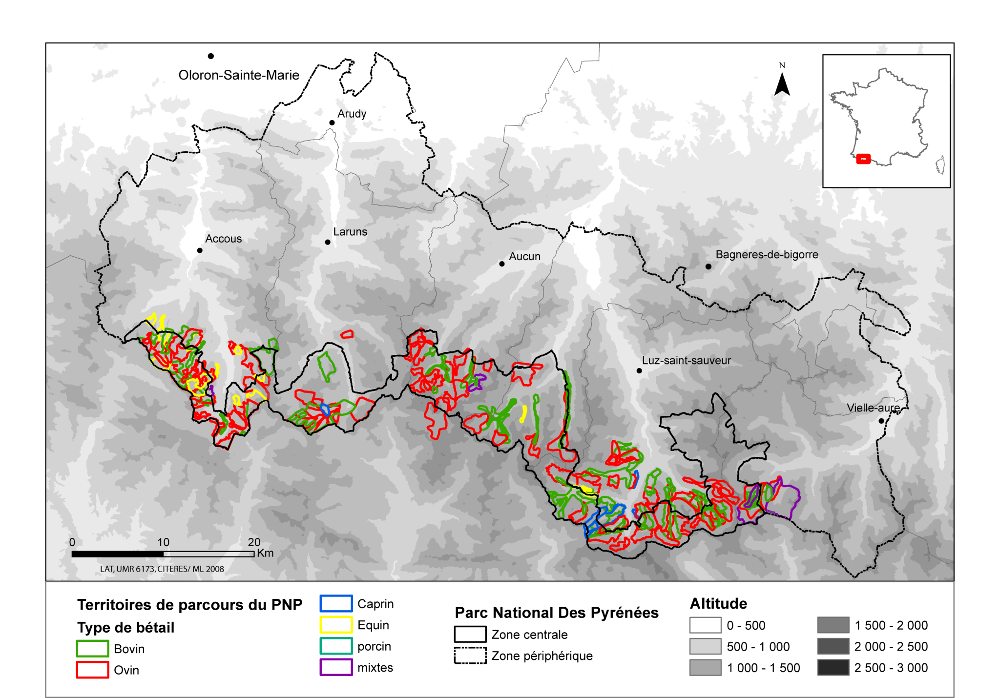 Oloron-Sainte-Marie
N
Arudy
Laruns
Accous
Aucun
Bagneres-de-bigorre
Luz-saint-sauveur
Vielle-aure
0 10 20
Km
LAT, UMR 6173, CITERES/ ML 2008
Territoires de parcours du PNP
Type de bétail
Bovin
Ovin
Caprin
Equin
porcin
mixtes
Parc National Des Pyrénées
Zone centrale
Zone périphérique
Altitude
0 - 500
500 - 1 000
1 000 - 1 500
1 500 - 2 000
2 000 - 2 500
2 500 - 3 000